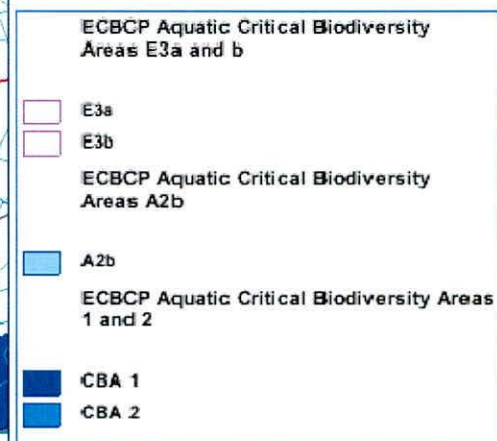 ECBCP Aquatic Critical Biodiversity
Areas E3a and b
E3a
E3b
ECBCP Aquatic Critical Biodiversity
Areas A2b
A2b
ECBCP Aquatic Critical Biodiversity Areas
1 and 2
CBA 1
CBA 2